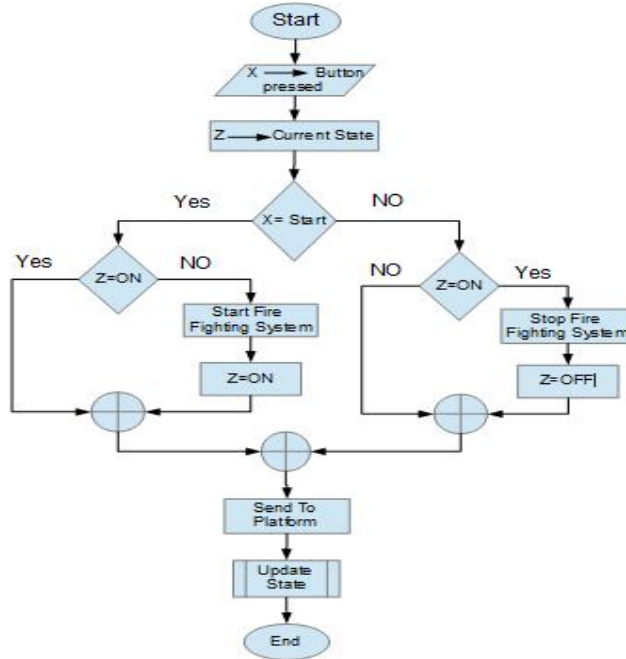 Start
X → Button
pressed
Z → Current State
X= Start
Yes
NO
Z=ON
Yes
NO
Start Fire
Fighting System
Z=ON
Z=ON
NO
Yes
Stop Fire
Fighting System
Z=OFF|
Send To
Platform
Update
State
End